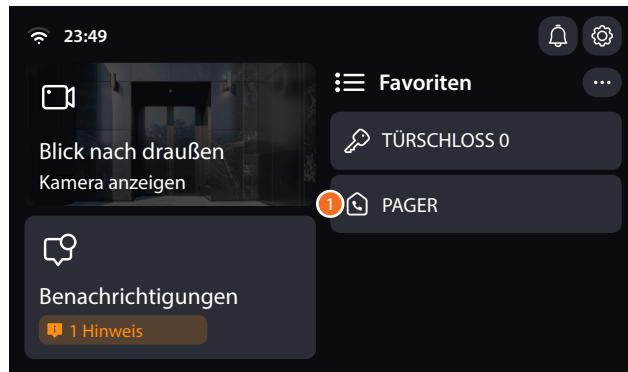 23:49
Blick nach draußen
Kamera anzeigen
Benachrichtigungen
1 Hinweis
Favoriten
TÜRSCHLOSS 0
1
PAGER